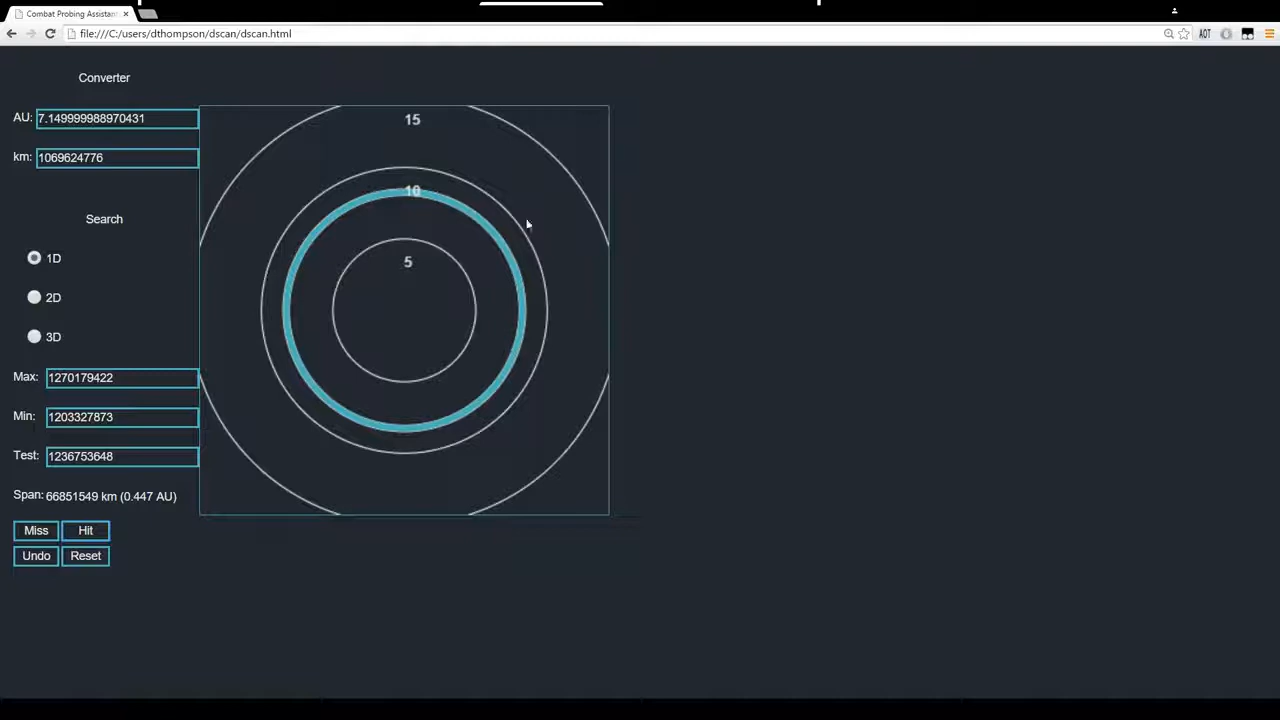 Combat Probing Assistan
file:///C:/users/dthompson/dscan/dscan.html
AOT
Converter
AU: 7.149999988970431
km: 1069624776
Search
1D
2D
3D
Max: 1270179422
Min: 1203327873
Test: 1236753648
Span: 66851549 km (0.447 AU)
Miss Hit
Undo Reset
15
10
5